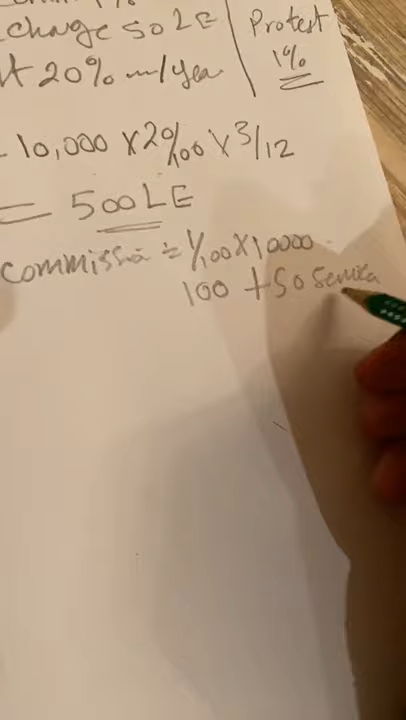 charge 50 LE
Protest
1%
20% m/year
10,000 X 20/100 X 3/12
= 500 LE
commission = 1/100 X 10000
100 + 50 Service